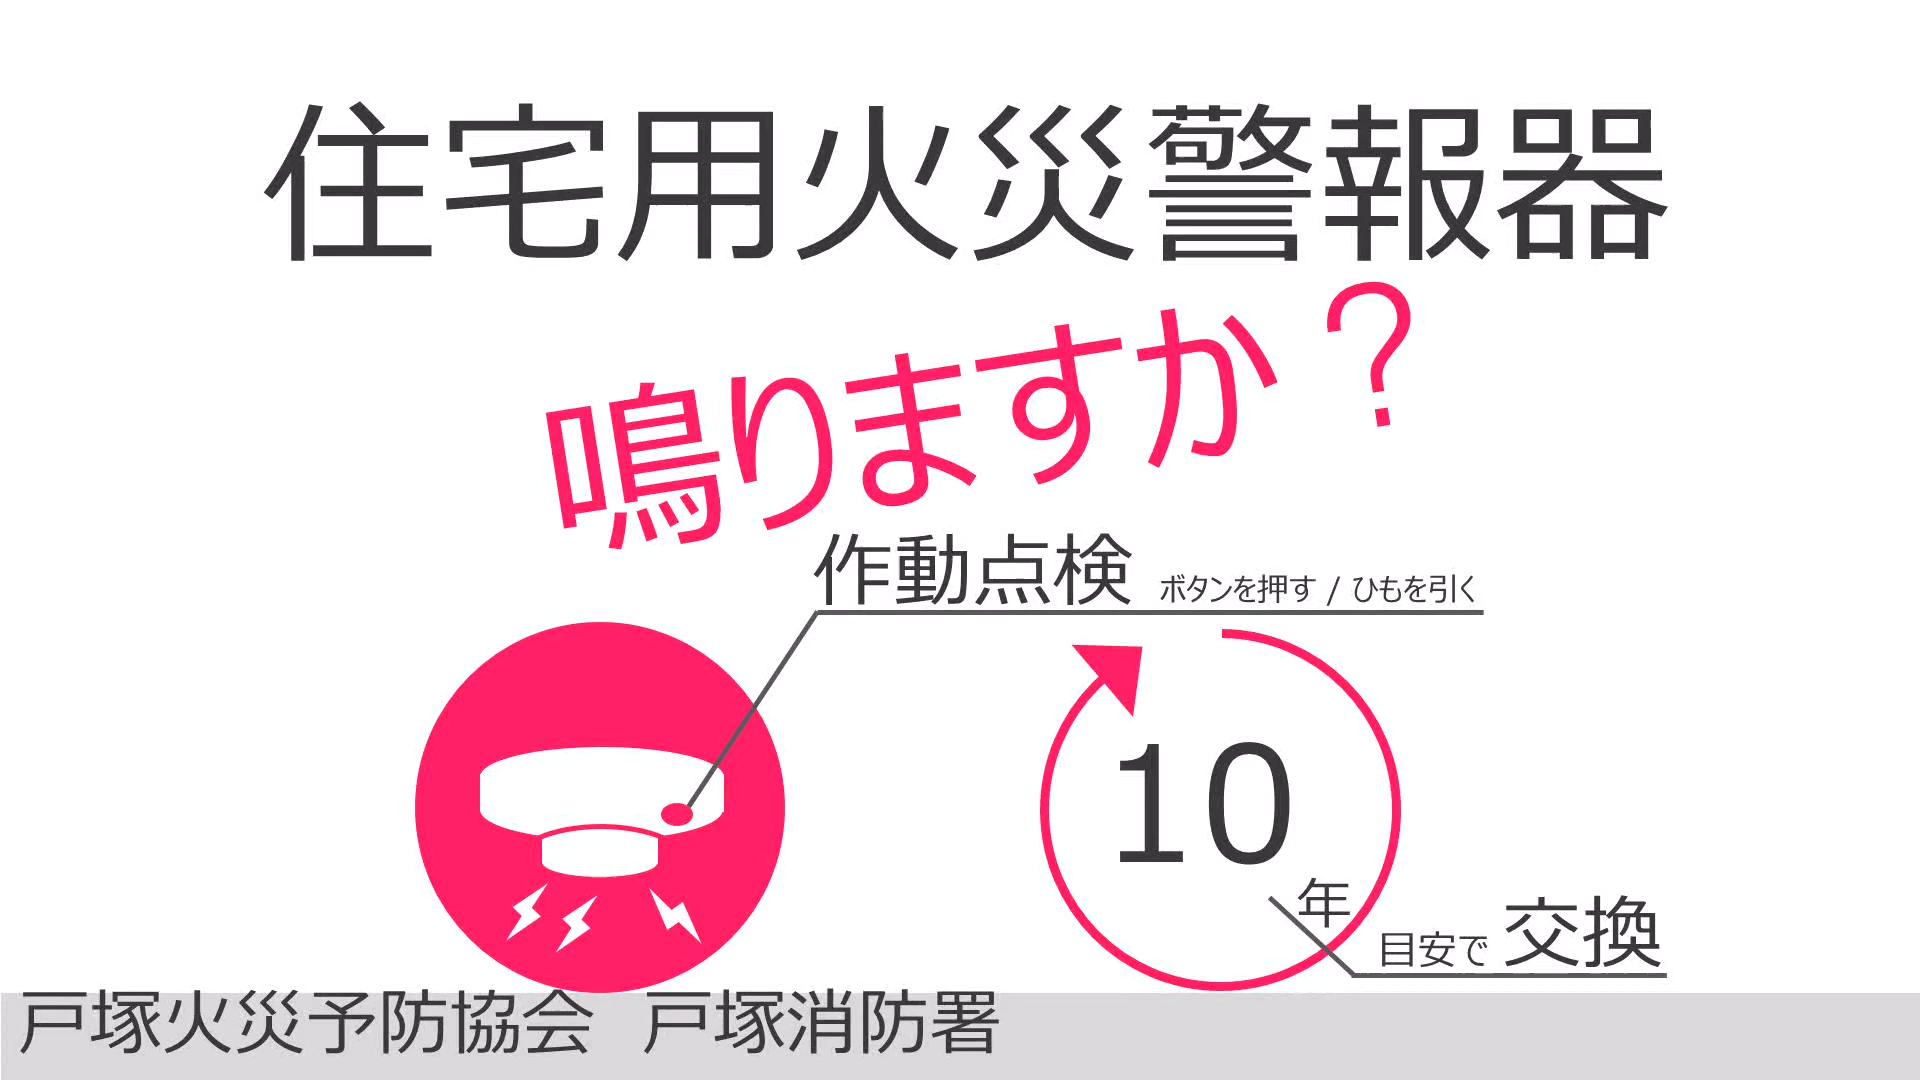 住宅用火災警報器
鳴りますか？
作動点検 ボタンを押す / ひもを引く
10年
目安で 交換
戸塚火災予防協会 戸塚消防署